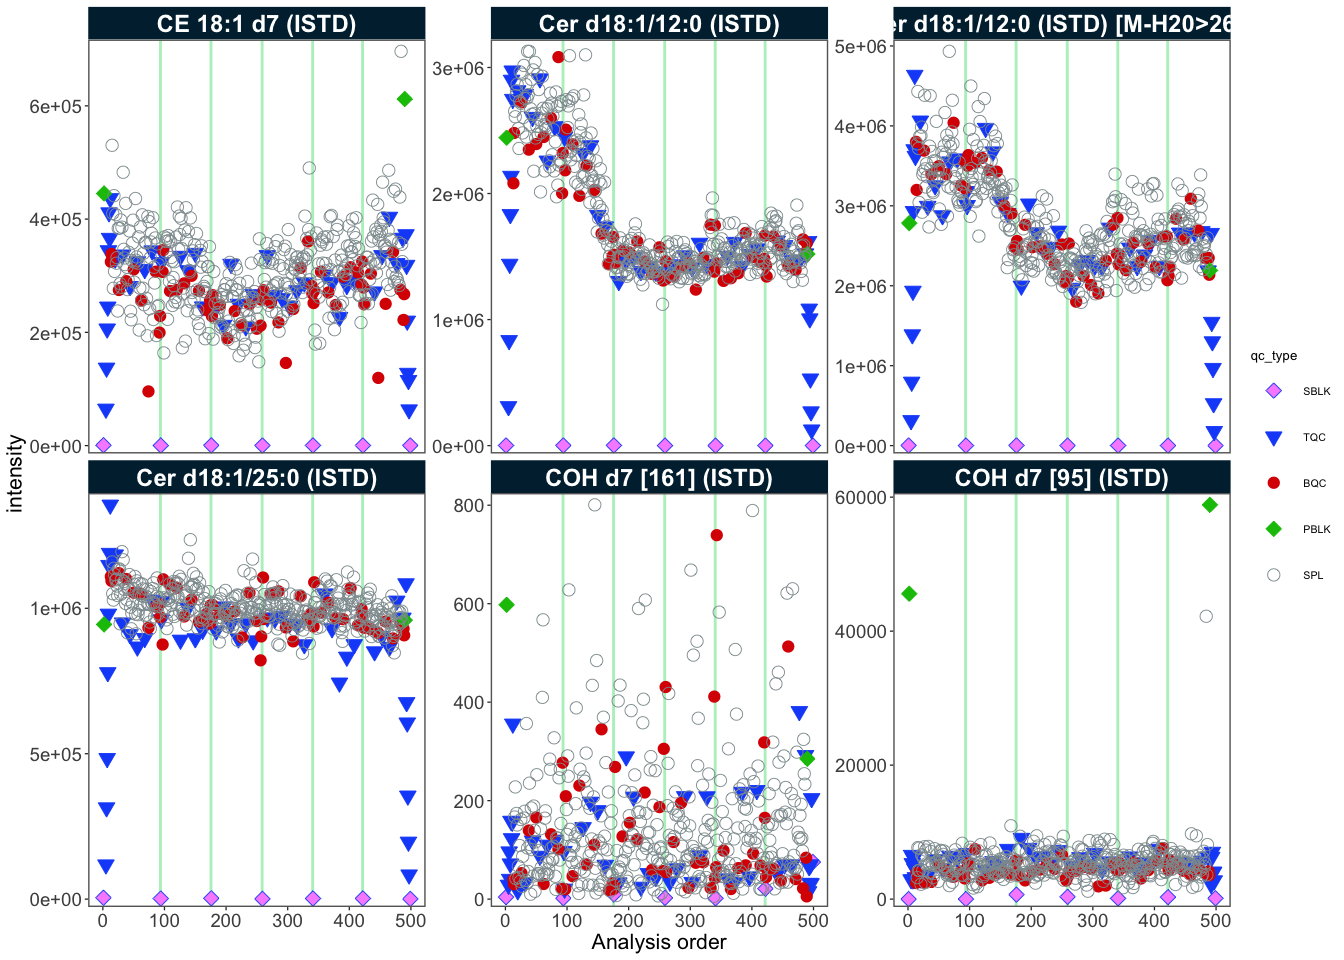 CE 18:1 d7 (ISTD)
Cer d18:1/12:0 (ISTD)
er d18:1/12:0 (ISTD) [M-H20>26
0e+00
2e+05
4e+05
6e+05
0e+00
1e+06
2e+06
3e+06
0e+00
1e+06
2e+06
3e+06
4e+06
5e+06
Cer d18:1/25:0 (ISTD)
COH d7 [161] (ISTD)
COH d7 [95] (ISTD)
0e+00
5e+05
1e+06
0
200
400
600
800
0
20000
40000
60000
0 100 200 300 400 500
0 100 200 300 400 500
0 100 200 300 400 500
Analysis order
intensity
qc_type
SBLK
TQC
BQC
PBLK
SPL